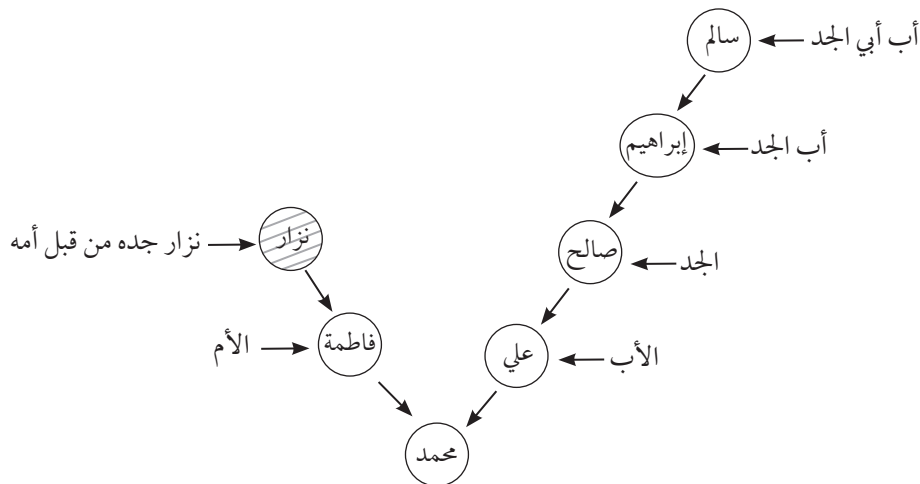 سالم
أب أبي الجد
إبراهيم
أب الجد
نزار
نزار جده من قبل أمه
صالح
الجد
فاطمة
الأم
علي
الأب
محمد